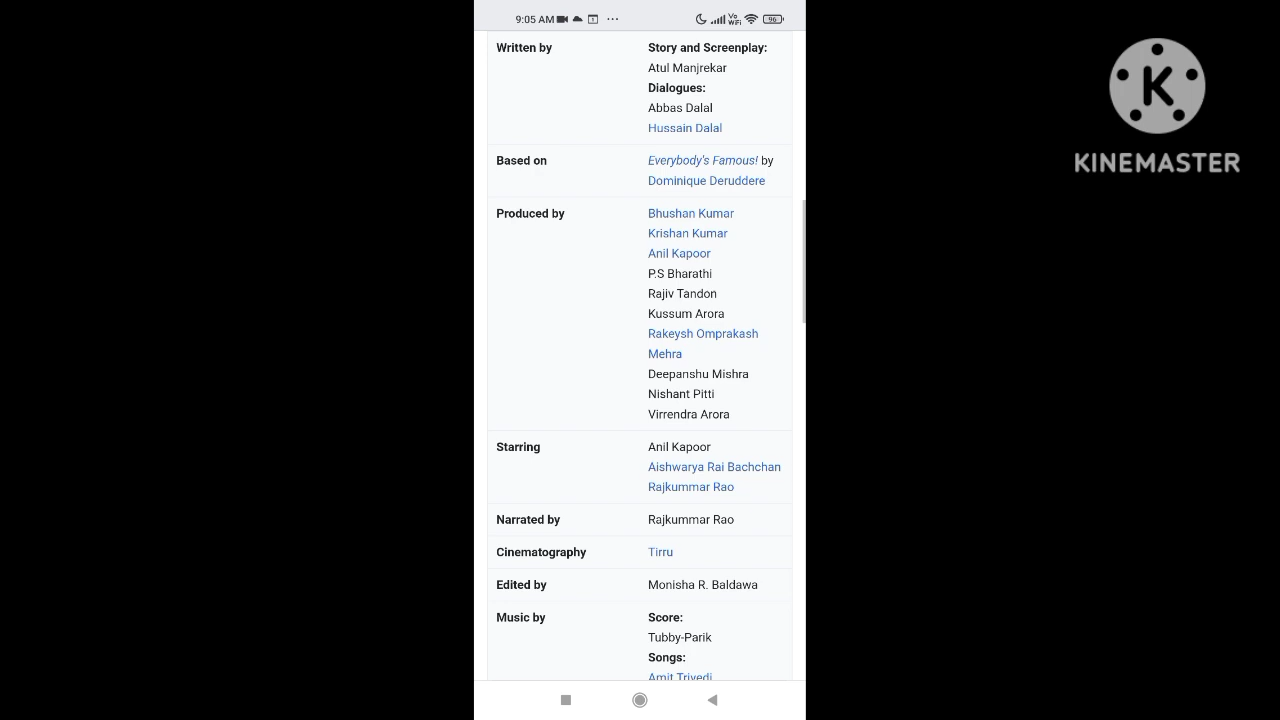 9:05 AM
Vo
WiFi
96
Written by
Story and Screenplay:
Atul Manjrekar
Dialogues:
Abbas Dalal
Hussain Dalal
Based on
Everybody's Famous! by
Dominique Deruddere
Produced by
Bhushan Kumar
Krishan Kumar
Anil Kapoor
P.S Bharathi
Rajiv Tandon
Kussum Arora
Rakeysh Omprakash
Mehra
Deepanshu Mishra
Nishant Pitti
Virrendra Arora
Starring
Anil Kapoor
Aishwarya Rai Bachchan
Rajkummar Rao
Narrated by
Rajkummar Rao
Cinematography
Tirru
Edited by
Monisha R. Baldawa
Music by
Score:
Tubby-Parik
Songs:
Amit Trivedi
K
KINEMASTER